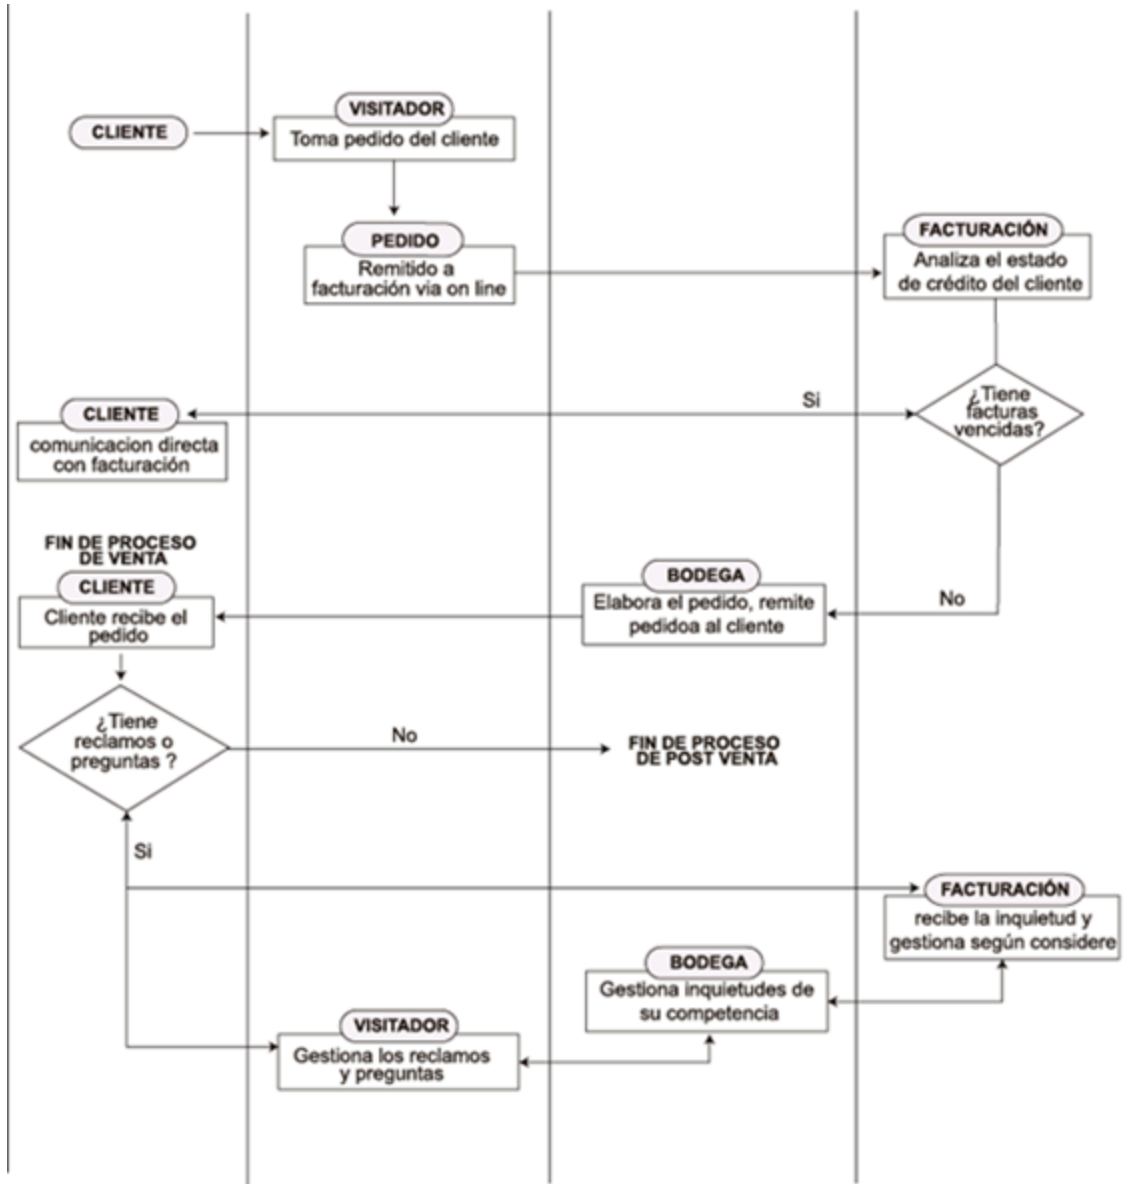 CLIENTE
VISITADOR
Toma pedido del cliente
PEDIDO
Remitido a
facturación via on line
FACTURACIÓN
Analiza el estado
de crédito del cliente
¿Tiene
facturas
vencidas?
Si
CLIENTE
comunicacion directa
con facturación
No
BODEGA
Elabora el pedido, remite
pedidoa al cliente
FIN DE PROCESO
DE VENTA
CLIENTE
Cliente recibe el
pedido
¿Tiene
reclamos o
preguntas ?
No
FIN DE PROCESO
DE POST VENTA
Si
FACTURACIÓN
recibe la inquietud y
gestiona según considere
BODEGA
Gestiona inquietudes de
su competencia
VISITADOR
Gestiona los reclamos
y preguntas